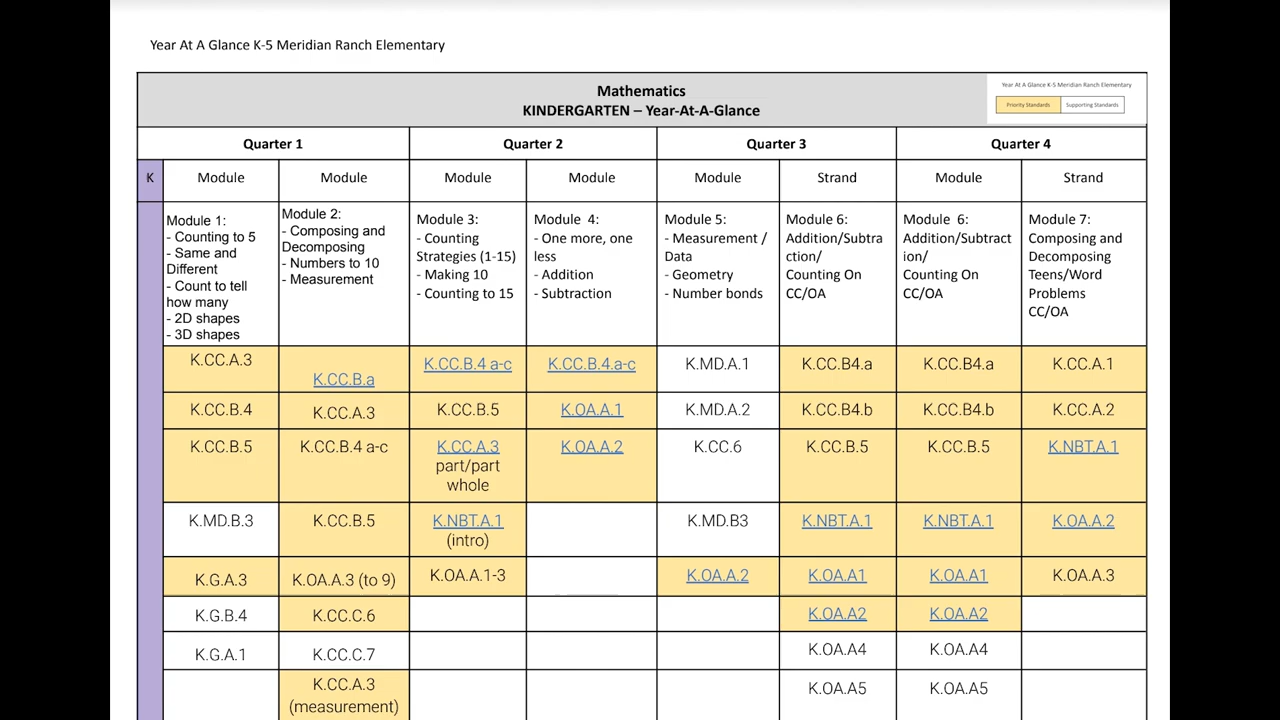 Year At A Glance K-5 Meridian Ranch Elementary
Mathematics
KINDERGARTEN – Year-At-A-Glance
Year At A Glance K-5 Meridian Ranch Elementary
Priority Standards
Supporting Standards
Quarter 1
Quarter 2
Quarter 3
Quarter 4
K
Module
Module
Module
Module
Module
Strand
Module
Strand
Module 1:
- Counting to 5
- Same and
Different
- Count to tell
how many
- 2D shapes
- 3D shapes
Module 2:
- Composing and
Decomposing
- Numbers to 10
- Measurement
Module 3:
- Counting
Strategies (1-15)
- Making 10
- Counting to 15
Module  4:
- One more, one
less
- Addition
- Subtraction
Module 5:
- Measurement /
Data
- Geometry
- Number bonds
Module 6:
Addition/Subtra
ction/
Counting On
CC/OA
Module  6:
Addition/Subtract
ion/
Counting On
CC/OA
Module 7:
Composing and
Decomposing
Teens/Word
Problems
CC/OA
K.CC.A.3
K.CC.B.a
K.CC.B.4 a-c
K.CC.B.4.a-c
K.MD.A.1
K.CC.B4.a
K.CC.B4.a
K.CC.A.1
K.CC.B.4
K.CC.A.3
K.CC.B.5
K.OA.A.1
K.MD.A.2
K.CC.B4.b
K.CC.B4.b
K.CC.A.2
K.CC.B.5
K.CC.B.4 a-c
K.CC.A.3
part/part
whole
K.OA.A.2
K.CC.6
K.CC.B.5
K.CC.B.5
K.NBT.A.1
K.MD.B.3
K.CC.B.5
K.NBT.A.1
(intro)
K.MD.B3
K.NBT.A.1
K.NBT.A.1
K.OA.A.2
K.G.A.3
K.OA.A.3 (to 9)
K.OA.A.1-3
K.OA.A.2
K.OA.A1
K.OA.A1
K.OA.A.3
K.G.B.4
K.CC.C.6
K.OA.A2
K.OA.A2
K.G.A.1
K.CC.C.7
K.OA.A4
K.OA.A4
K.CC.A.3
(measurement)
K.OA.A5
K.OA.A5